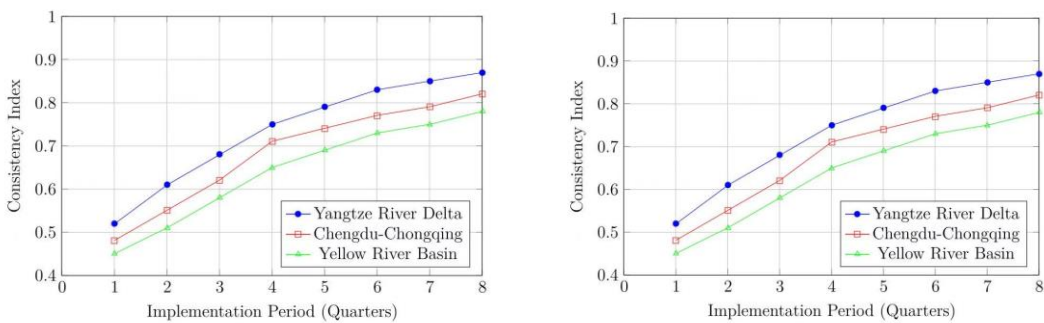 1
0.9
0.8
0.7
0.6
0.5
0.4
Consistency Index
0 1 2 3 4 5 6 7 8
Implementation Period (Quarters)
Yangtze River Delta
Chengdu-Chongqing
Yellow River Basin
1
0.9
0.8
0.7
0.6
0.5
0.4
Consistency Index
0 1 2 3 4 5 6 7 8
Implementation Period (Quarters)
Yangtze River Delta
Chengdu-Chongqing
Yellow River Basin